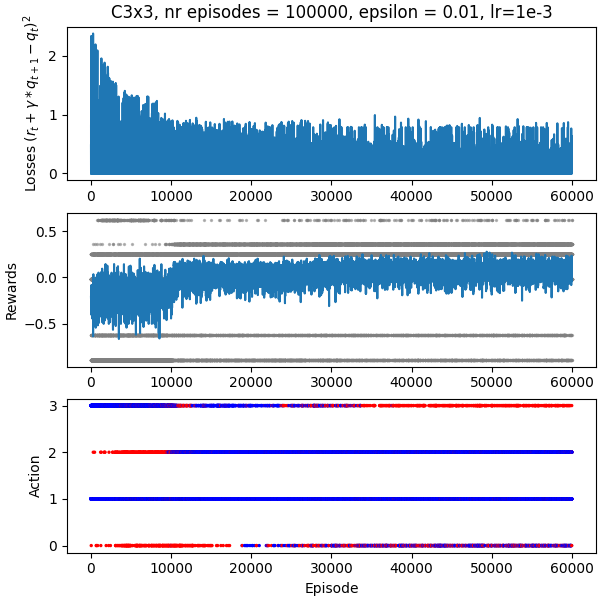 C3x3, nr episodes = 100000, epsilon = 0.01, lr=1e-3
Losses $(r_t + \gamma * q_{t+1} - q_t)^2$
2
1
0
0 10000 20000 30000 40000 50000 60000
Rewards
0.5
0.0
−0.5
0 10000 20000 30000 40000 50000 60000
Action
3
2
1
0
0 10000 20000 30000 40000 50000 60000
Episode